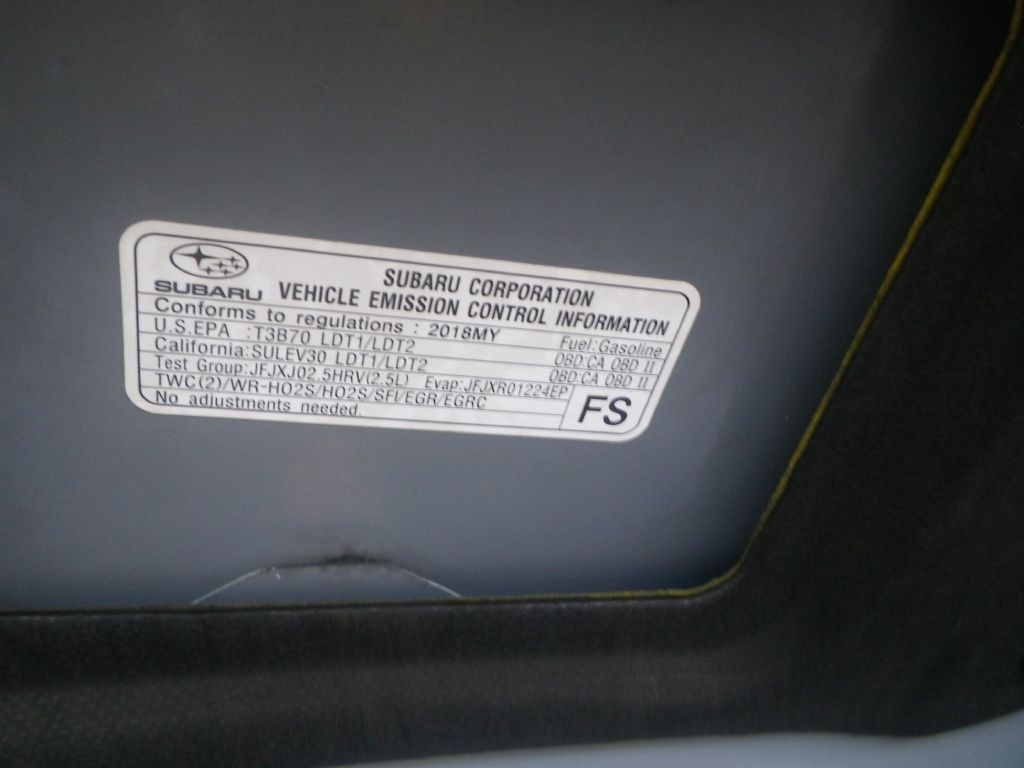 SUBARU CORPORATION
SUBARU VEHICLE EMISSION CONTROL INFORMATION
Conforms to regulations : 2018MY Fuel:Gasoline
U.S.EPA :T3B70 LDT1/LDT2 OBD:CA OBD II
California:SULEV30 LDT1/LDT2 OBD:CA OBD II
Test Group:JFJXJ02.5HRV(2.5L) Evap:JFJXR01224EP
TWC(2)/WR-HO2S/HO2S/SFI/EGR/EGRC
No adjustments needed.
FS